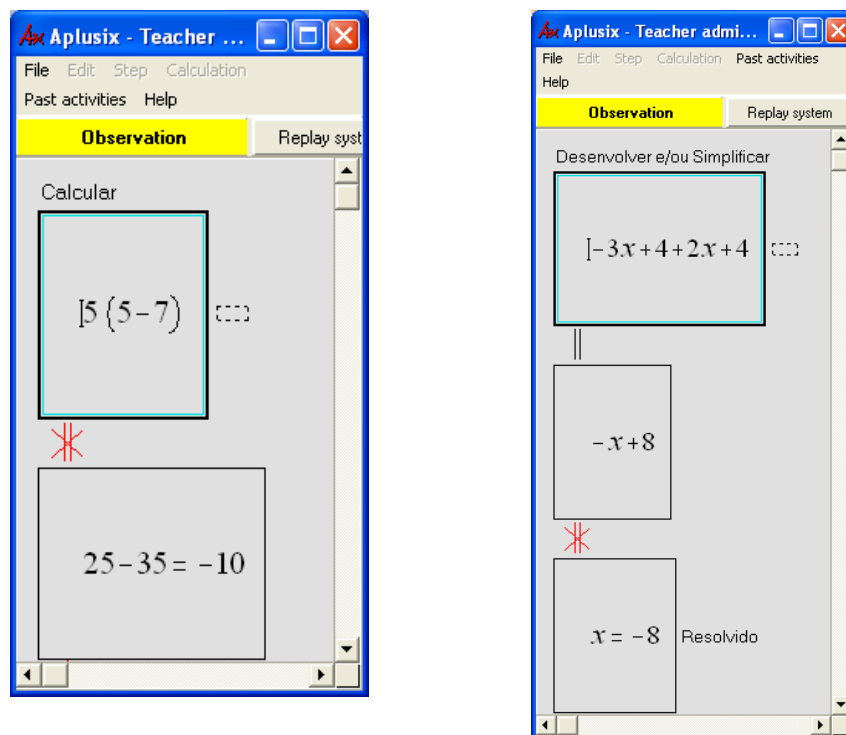 Aplusix - Teacher ...
File Edit Step Calculation
Past activities Help
Observation Replay syst
Calcular
5(5-7)
25-35= -10
Aplusix - Teacher admi...
File Edit Step Calculation Past activities
Help
Observation Replay system
Desenvolver e/ou Simplificar
-3x+4+2x+4
-x+8
x= -8 Resolvido